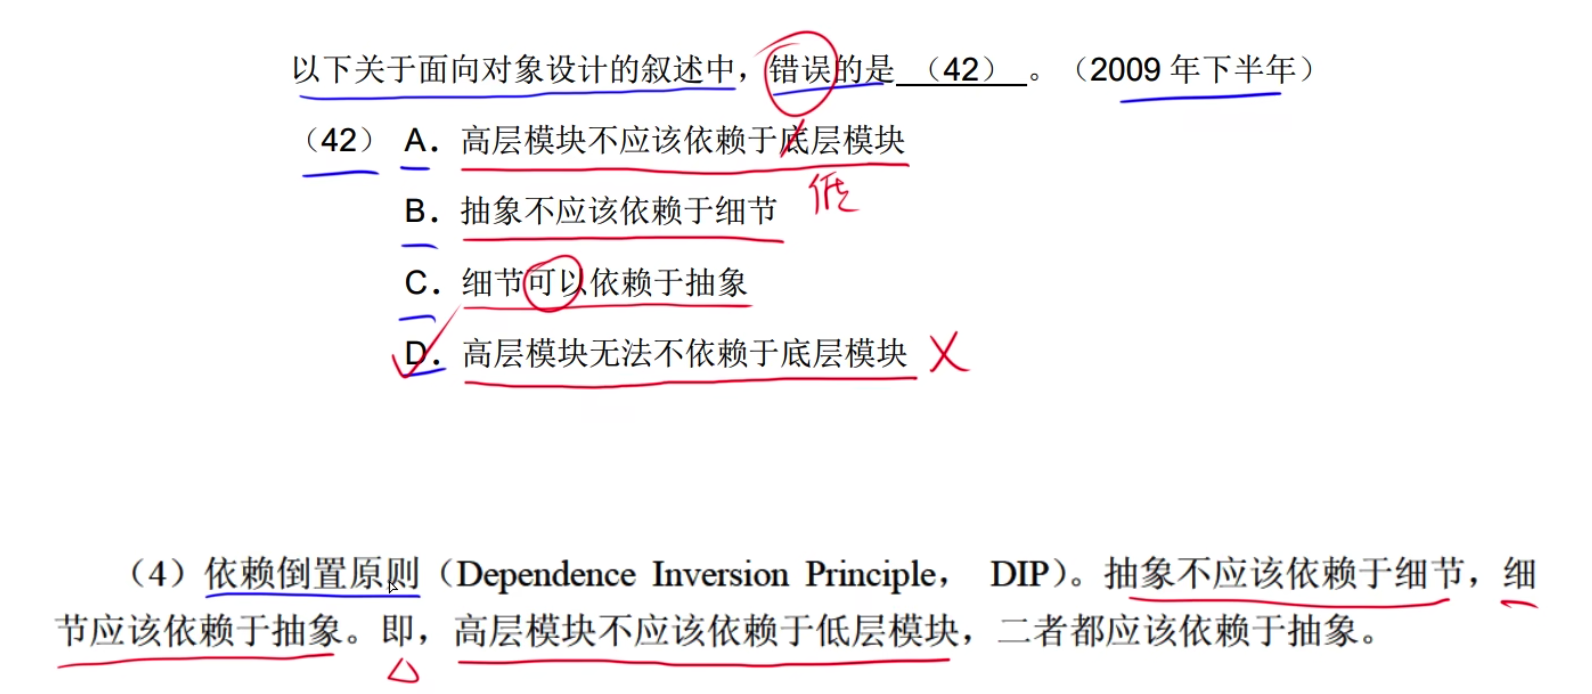 以下关于面向对象设计的叙述中，错误的是 （42） 。（2009 年下半年）
（42） A．高层模块不应该依赖于底层模块
低
B．抽象不应该依赖于细节
C．细节可以依赖于抽象
D．高层模块无法不依赖于底层模块
（4）依赖倒置原则（Dependence Inversion Principle， DIP）。抽象不应该依赖于细节，细
节应该依赖于抽象。即，高层模块不应该依赖于低层模块，二者都应该依赖于抽象。